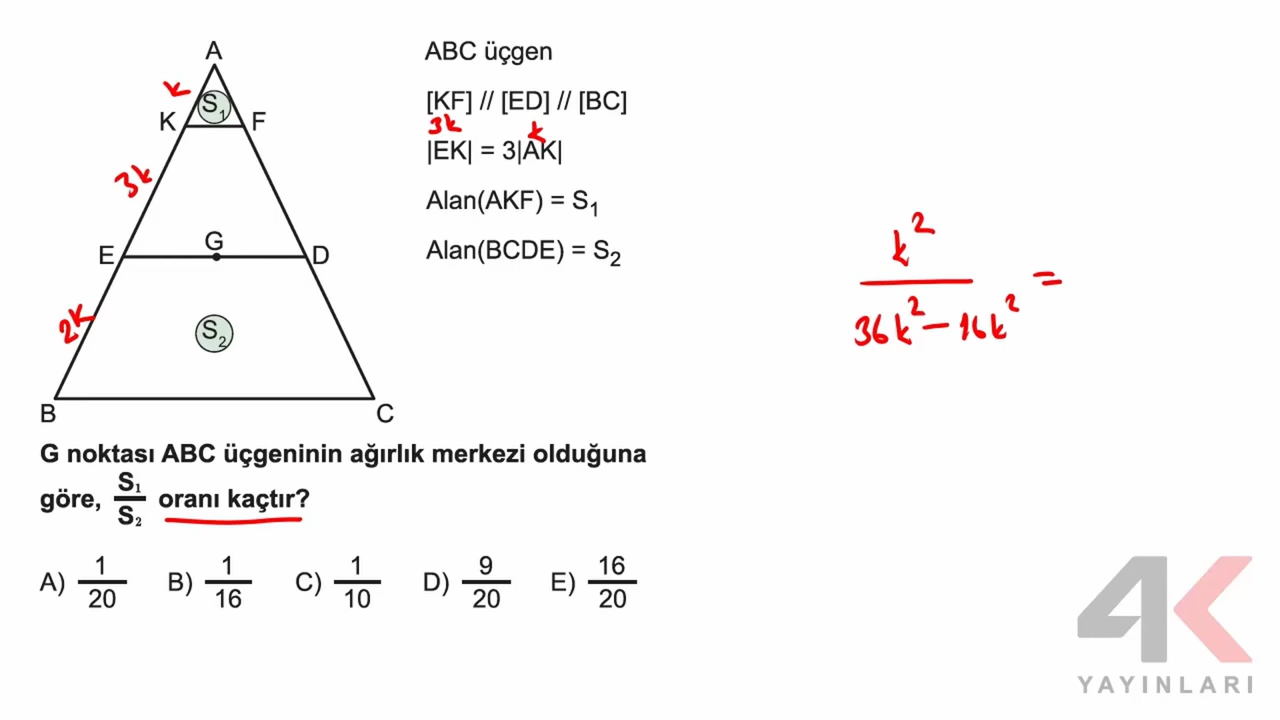 A
k
S1
K F
3k
E G D
2k
S2
B C
ABC üçgen
[KF] // [ED] // [BC]
3k k
|EK| = 3|AK|
Alan(AKF) = S1
Alan(BCDE) = S2
k²
36k² − 16k² =
G noktası ABC üçgeninin ağırlık merkezi olduğuna
göre, S1/S2 oranı kaçtır?
A) 1/20 B) 1/16 C) 1/10 D) 9/20 E) 16/20
4K
YAYINLARI